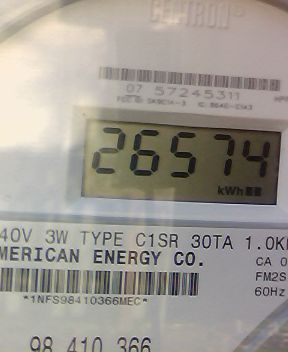 CENTRON
07 57245311
26574
kWh
40V 3W TYPE C1SR 30TA 1.0K
MERICAN ENERGY CO.
CA 0
FM2S
*1NFS98410366MEC*
60Hz
98 410 366